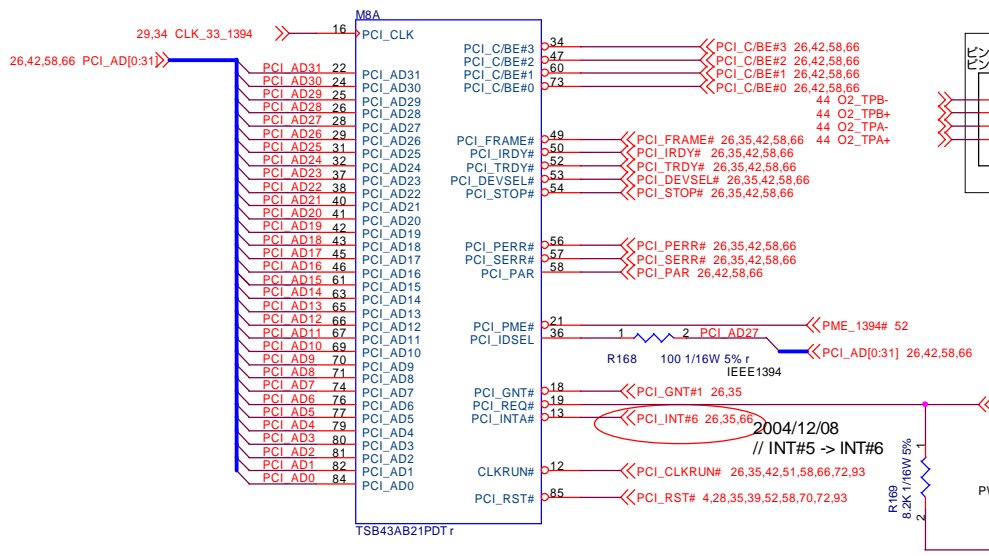 M8A
29,34 CLK_33_1394
16
PCI_CLK
26,42,58,66 PCI_AD[0:31]
PCI_AD31 22 PCI_AD31
PCI_AD30 24 PCI_AD30
PCI_AD29 25 PCI_AD29
PCI_AD28 26 PCI_AD28
PCI_AD27 28 PCI_AD27
PCI_AD26 29 PCI_AD26
PCI_AD25 31 PCI_AD25
PCI_AD24 32 PCI_AD24
PCI_AD23 37 PCI_AD23
PCI_AD22 38 PCI_AD22
PCI_AD21 40 PCI_AD21
PCI_AD20 41 PCI_AD20
PCI_AD19 42 PCI_AD19
PCI_AD18 43 PCI_AD18
PCI_AD17 45 PCI_AD17
PCI_AD16 46 PCI_AD16
PCI_AD15 61 PCI_AD15
PCI_AD14 63 PCI_AD14
PCI_AD13 65 PCI_AD13
PCI_AD12 66 PCI_AD12
PCI_AD11 67 PCI_AD11
PCI_AD10 69 PCI_AD10
PCI_AD9 70 PCI_AD9
PCI_AD8 71 PCI_AD8
PCI_AD7 74 PCI_AD7
PCI_AD6 76 PCI_AD6
PCI_AD5 77 PCI_AD5
PCI_AD4 79 PCI_AD4
PCI_AD3 80 PCI_AD3
PCI_AD2 81 PCI_AD2
PCI_AD1 82 PCI_AD1
PCI_AD0 84 PCI_AD0
PCI_C/BE#3 34 PCI_C/BE#3 26,42,58,66
PCI_C/BE#2 47 PCI_C/BE#2 26,42,58,66
PCI_C/BE#1 60 PCI_C/BE#1 26,42,58,66
PCI_C/BE#0 73 PCI_C/BE#0 26,42,58,66
44 O2_TPB-
44 O2_TPB+
44 O2_TPA-
44 O2_TPA+
PCI_FRAME# 49 PCI_FRAME# 26,35,42,58,66
PCI_IRDY# 50 PCI_IRDY# 26,35,42,58,66
PCI_TRDY# 52 PCI_TRDY# 26,35,42,58,66
PCI_DEVSEL# 53 PCI_DEVSEL# 26,35,42,58,66
PCI_STOP# 54 PCI_STOP# 26,35,42,58,66
PCI_PERR# 56 PCI_PERR# 26,35,42,58,66
PCI_SERR# 57 PCI_SERR# 26,35,42,58,66
PCI_PAR 58 PCI_PAR 26,42,58,66
PCI_PME# 21 PME_1394# 52
PCI_IDSEL 36 1 2 PCI_AD27
PCI_AD[0:31] 26,42,58,66
R168 100 1/16W 5% r
IEEE1394
PCI_GNT# 18 PCI_GNT#1 26,35
PCI_REQ# 19
PCI_INTA# 13 PCI_INT#6 26,35,66
2004/12/08
// INT#5 -> INT#6
CLKRUN# 12 PCI_CLKRUN# 26,35,42,51,58,66,72,93
PCI_RST# 85 PCI_RST# 4,28,35,39,52,58,70,72,93
1
R169
8.2K 1/16W 5%
2
TSB43AB21PDT r